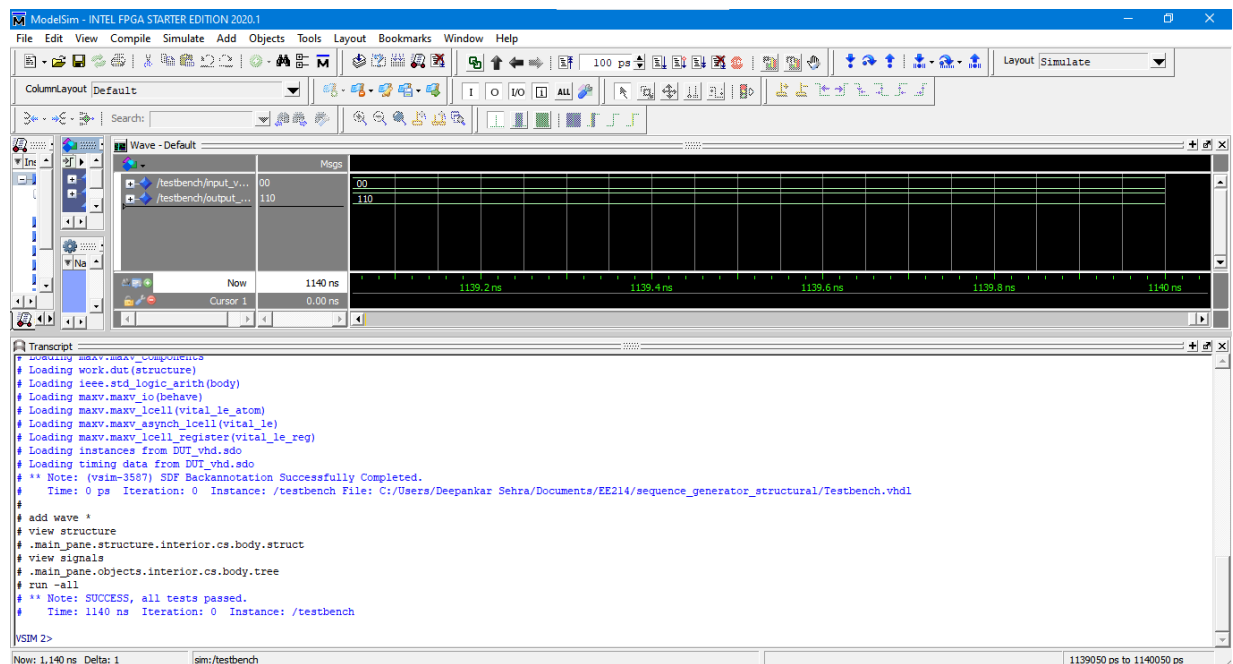 ModelSim - INTEL FPGA STARTER EDITION 2020.1
File Edit View Compile Simulate Add Objects Tools Layout Bookmarks Window Help
100 ps
Layout Simulate
ColumnLayout Default
I O I/O ALL
Search:
Wave - Default
Ins
Msgs
/testbench/input_v... 00 00
/testbench/output_... 110 110
Na
Now 1140 ns 1139.2 ns 1139.4 ns 1139.6 ns 1139.8 ns 1140 ns
Cursor 1 0.00 ns
Transcript
# Loading maxv.maxv_components
# Loading work.dut(structure)
# Loading ieee.std_logic_arith(body)
# Loading maxv.maxv_io(behave)
# Loading maxv.maxv_lcell(vital_le_atom)
# Loading maxv.maxv_asynch_lcell(vital_le)
# Loading maxv.maxv_lcell_register(vital_le_reg)
# Loading instances from DUT_vhd.sdo
# Loading timing data from DUT_vhd.sdo
# ** Note: (vsim-3587) SDF Backannotation Successfully Completed.
# Time: 0 ps Iteration: 0 Instance: /testbench File: C:/Users/Deepankar Sehra/Documents/EE214/sequence_generator_structural/Testbench.vhdl
#
# add wave *
# view structure
# .main_pane.structure.interior.cs.body.struct
# view signals
# .main_pane.objects.interior.cs.body.tree
# run -all
# ** Note: SUCCESS, all tests passed.
# Time: 1140 ns Iteration: 0 Instance: /testbench
VSIM 2>
Now: 1,140 ns Delta: 1 sim:/testbench 1139050 ps to 1140050 ps